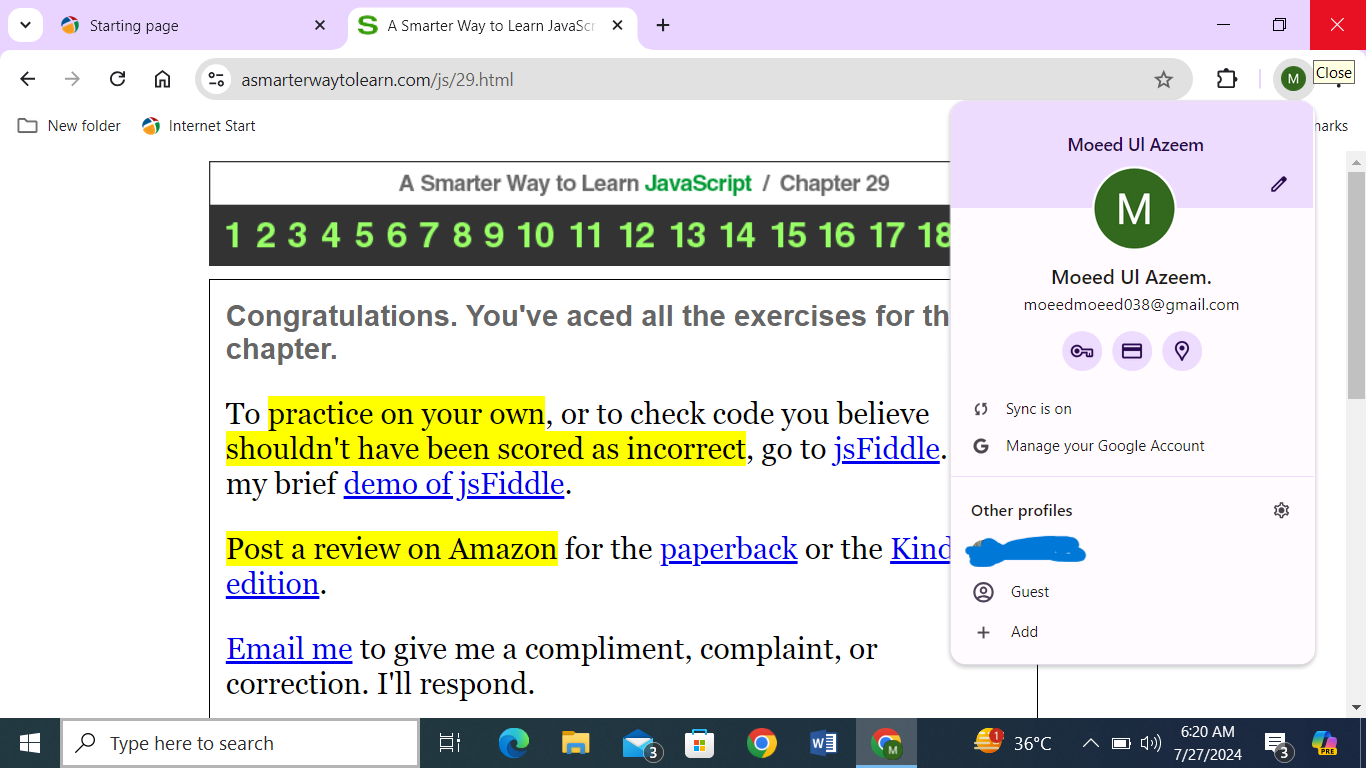 Starting page
A Smarter Way to Learn JavaScr
asmarterwaytolearn.com/js/29.html
M
Close
New folder
Internet Start
narks
A Smarter Way to Learn JavaScript / Chapter 29
1 2 3 4 5 6 7 8 9 10 11 12 13 14 15 16 17 18
Congratulations. You've aced all the exercises for th
chapter.
To practice on your own, or to check code you believe
shouldn't have been scored as incorrect, go to jsFiddle.
my brief demo of jsFiddle.
Post a review on Amazon for the paperback or the Kind
edition.
Email me to give me a compliment, complaint, or
correction. I'll respond.
Moeed Ul Azeem
M
Moeed Ul Azeem.
moeedmoeed038@gmail.com
Sync is on
Manage your Google Account
Other profiles
Guest
Add
Type here to search
3
M
1
36°C
6:20 AM
7/27/2024
3
PRE